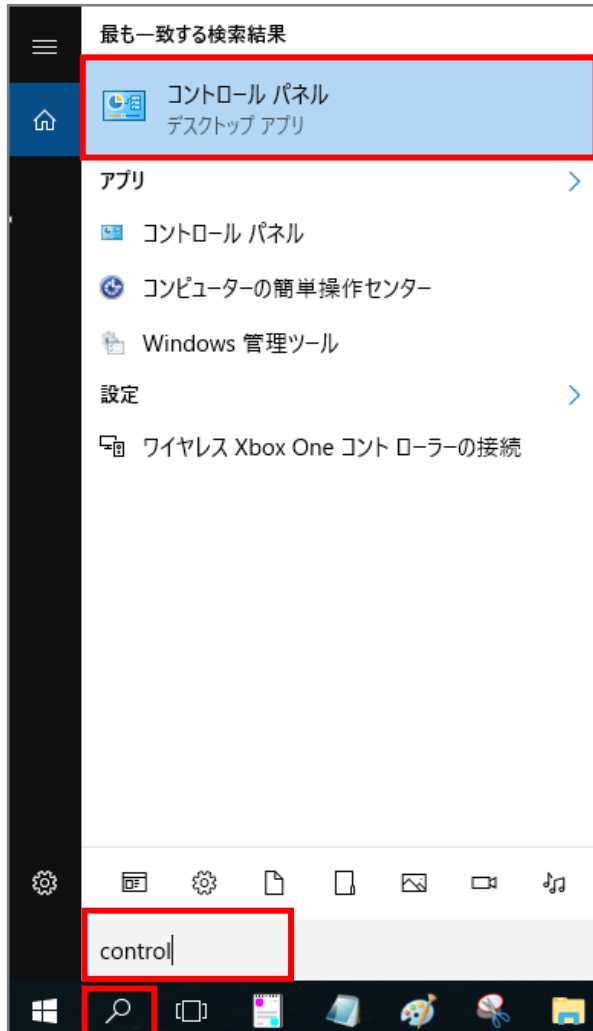 最も一致する検索結果
コントロール パネル
デスクトップ アプリ
アプリ
コントロール パネル
コンピューターの簡単操作センター
Windows 管理ツール
設定
ワイヤレス Xbox One コント ローラーの接続
control